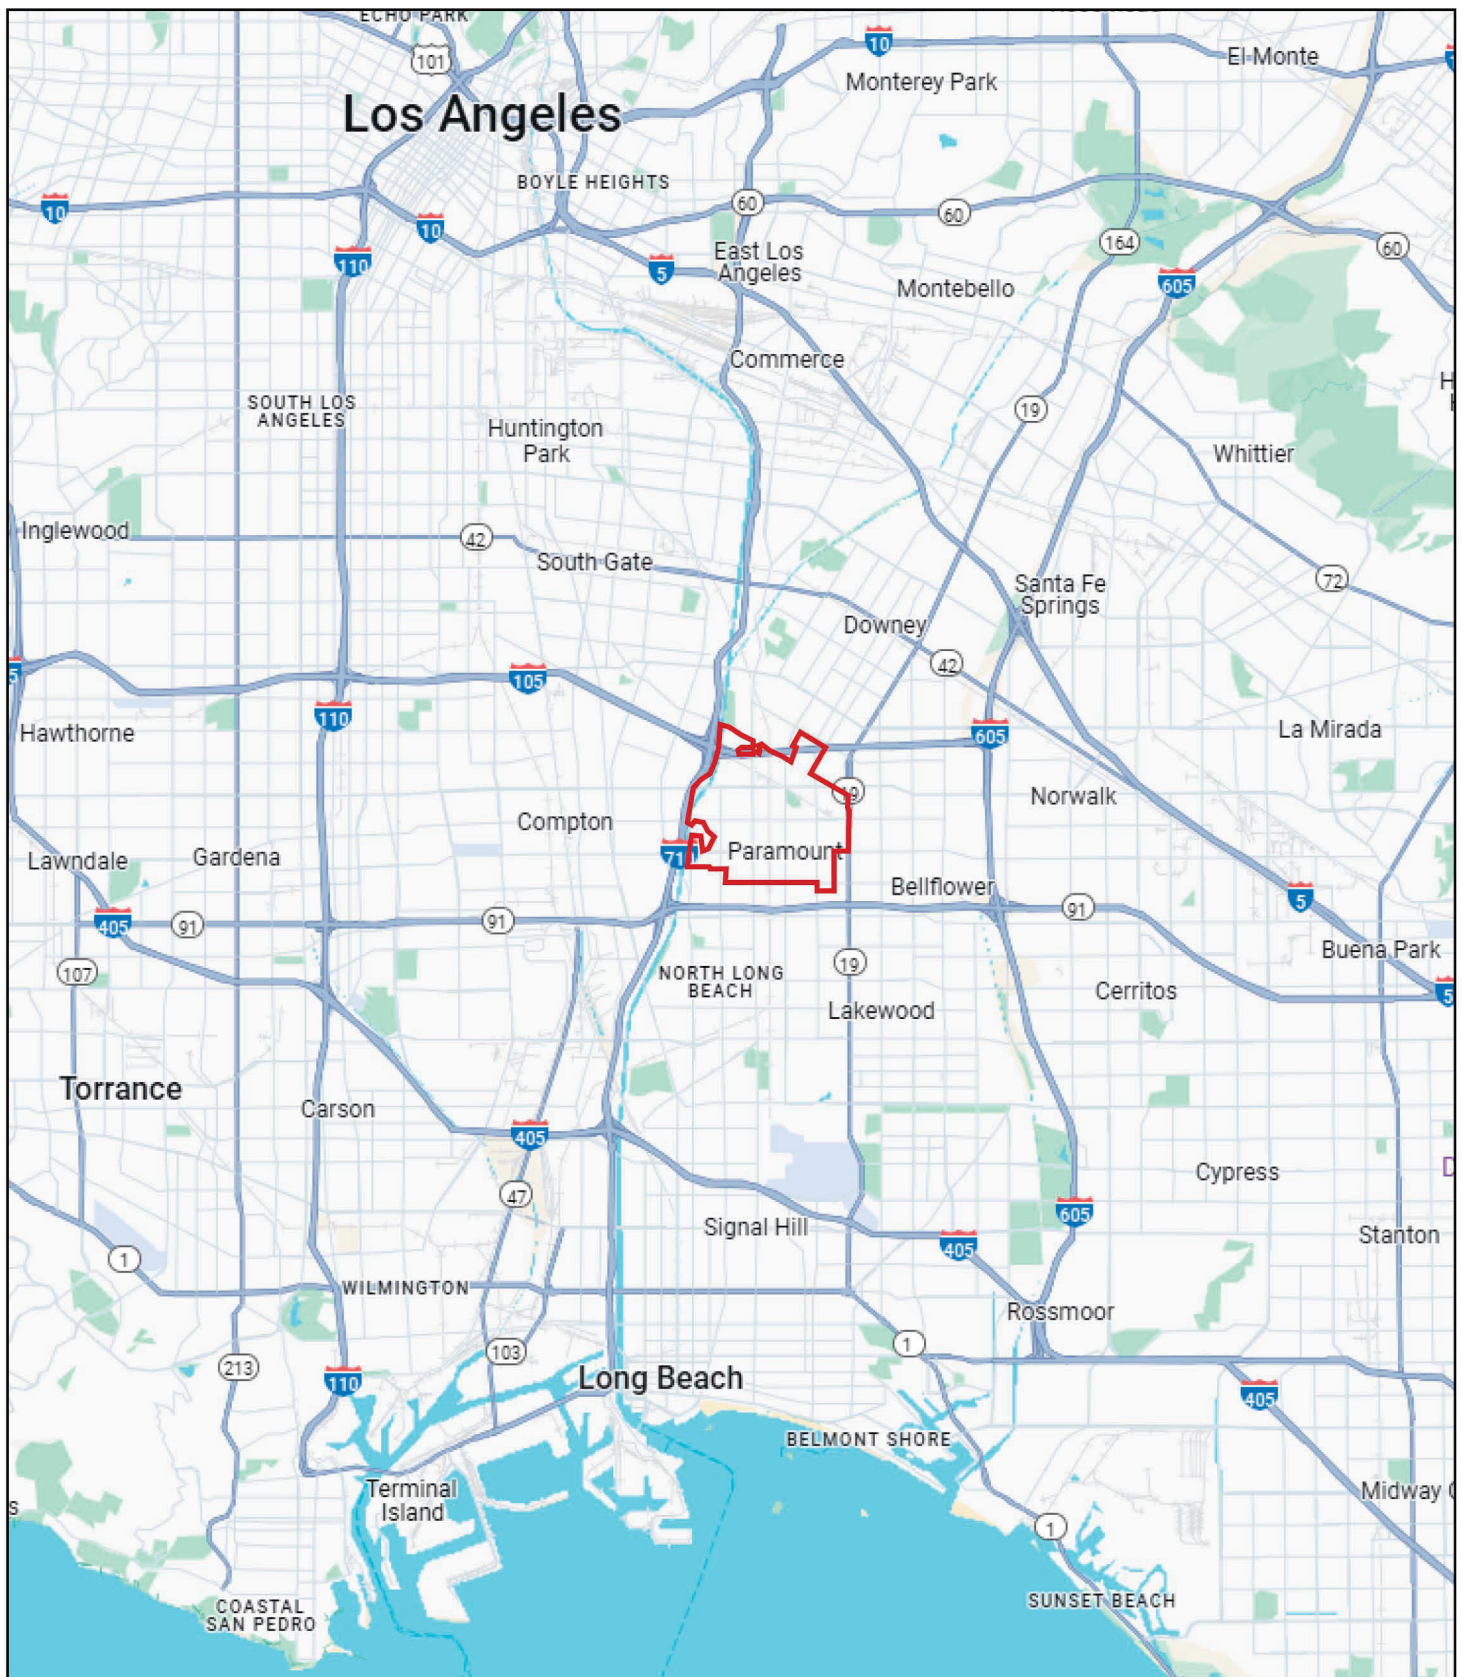 ECHO PARK
101
10
El Monte
Monterey Park
Los Angeles
BOYLE HEIGHTS
10
60
60
10
164
60
110
East Los
Angeles
5
605
Montebello
Commerce
SOUTH LOS
ANGELES
19
Huntington
Park
Whittier
Inglewood
42
South Gate
72
Santa Fe
Springs
Downey
42
5
105
110
605
Hawthorne
La Mirada
19
Norwalk
Compton
Lawndale
Gardena
710
Paramount
Bellflower
5
405
91
91
91
Buena Park
107
NORTH LONG
BEACH
19
Cerritos
5
Lakewood
Torrance
Carson
405
Cypress
D
47
605
Signal Hill
405
Stanton
1
WILMINGTON
Rossmoor
1
103
213
110
Long Beach
405
BELMONT SHORE
Terminal
Island
Midway
s
1
COASTAL
SAN PEDRO
SUNSET BEACH